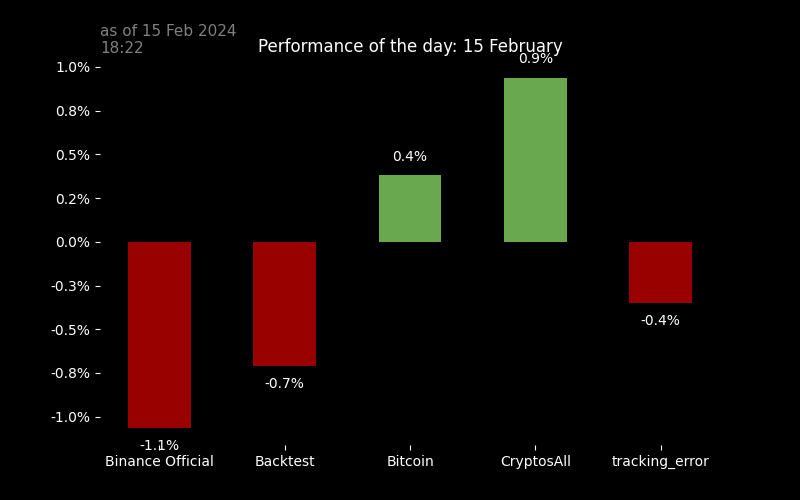 as of 15 Feb 2024
18:22
Performance of the day: 15 February
1.0%
0.8%
0.5%
0.2%
0.0%
-0.3%
-0.5%
-0.8%
-1.0%
-1.1%
-0.7%
0.4%
0.9%
-0.4%
Binance Official
Backtest
Bitcoin
CryptosAll
tracking_error